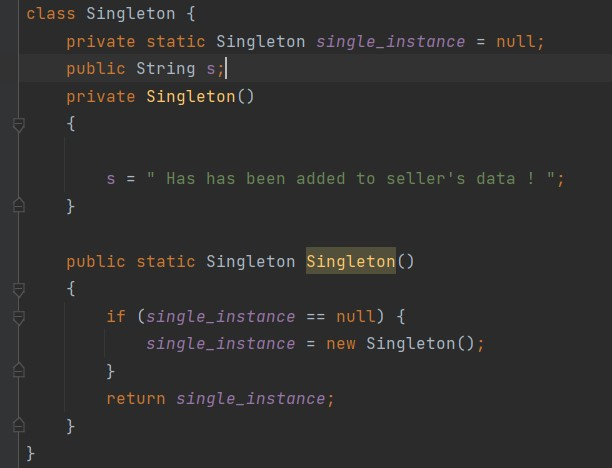 class Singleton {
    private static Singleton single_instance = null;
    public String s;
    private Singleton()
    {
        s = " Has has been added to seller's data ! ";
    }
    public static Singleton Singleton()
    {
        if (single_instance == null) {
            single_instance = new Singleton();
        }
        return single_instance;
    }
}